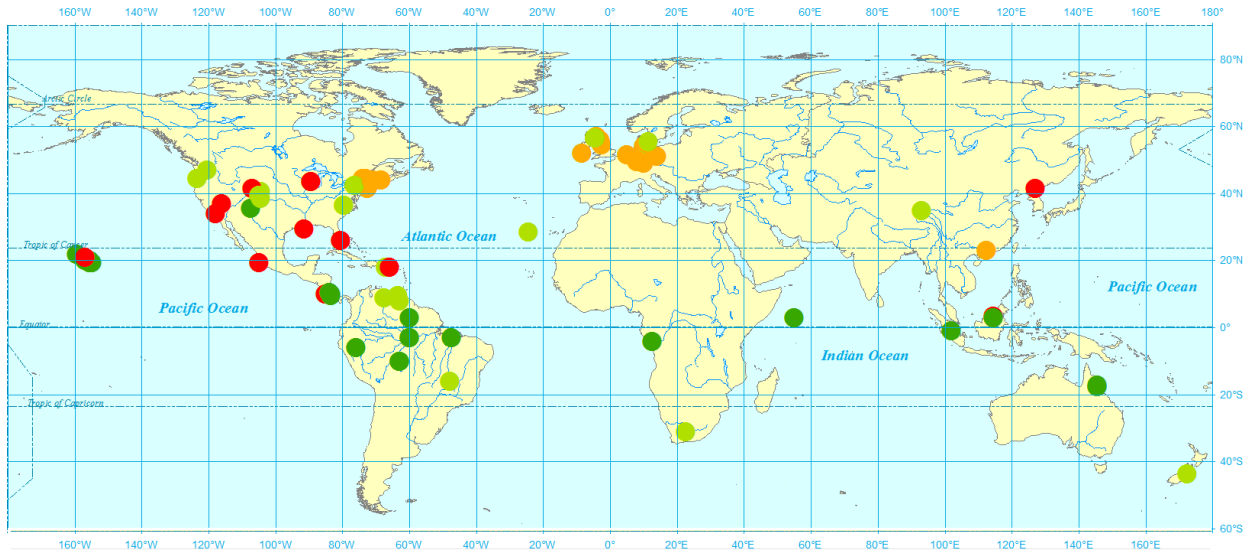 160°W 140°W 120°W 100°W 80°W 60°W 40°W 20°W 0° 20°E 40°E 60°E 80°E 100°E 120°E 140°E 160°E 180°
80°N
Arctic Circle
60°N
40°N
Atlantic Ocean
Tropic of Cancer
20°N
Pacific Ocean
Pacific Ocean
Equator
0°
Indian Ocean
20°S
Tropic of Capricorn
40°S
60°S
160°W 140°W 120°W 100°W 80°W 60°W 40°W 20°W 0° 20°E 40°E 60°E 80°E 100°E 120°E 140°E 160°E